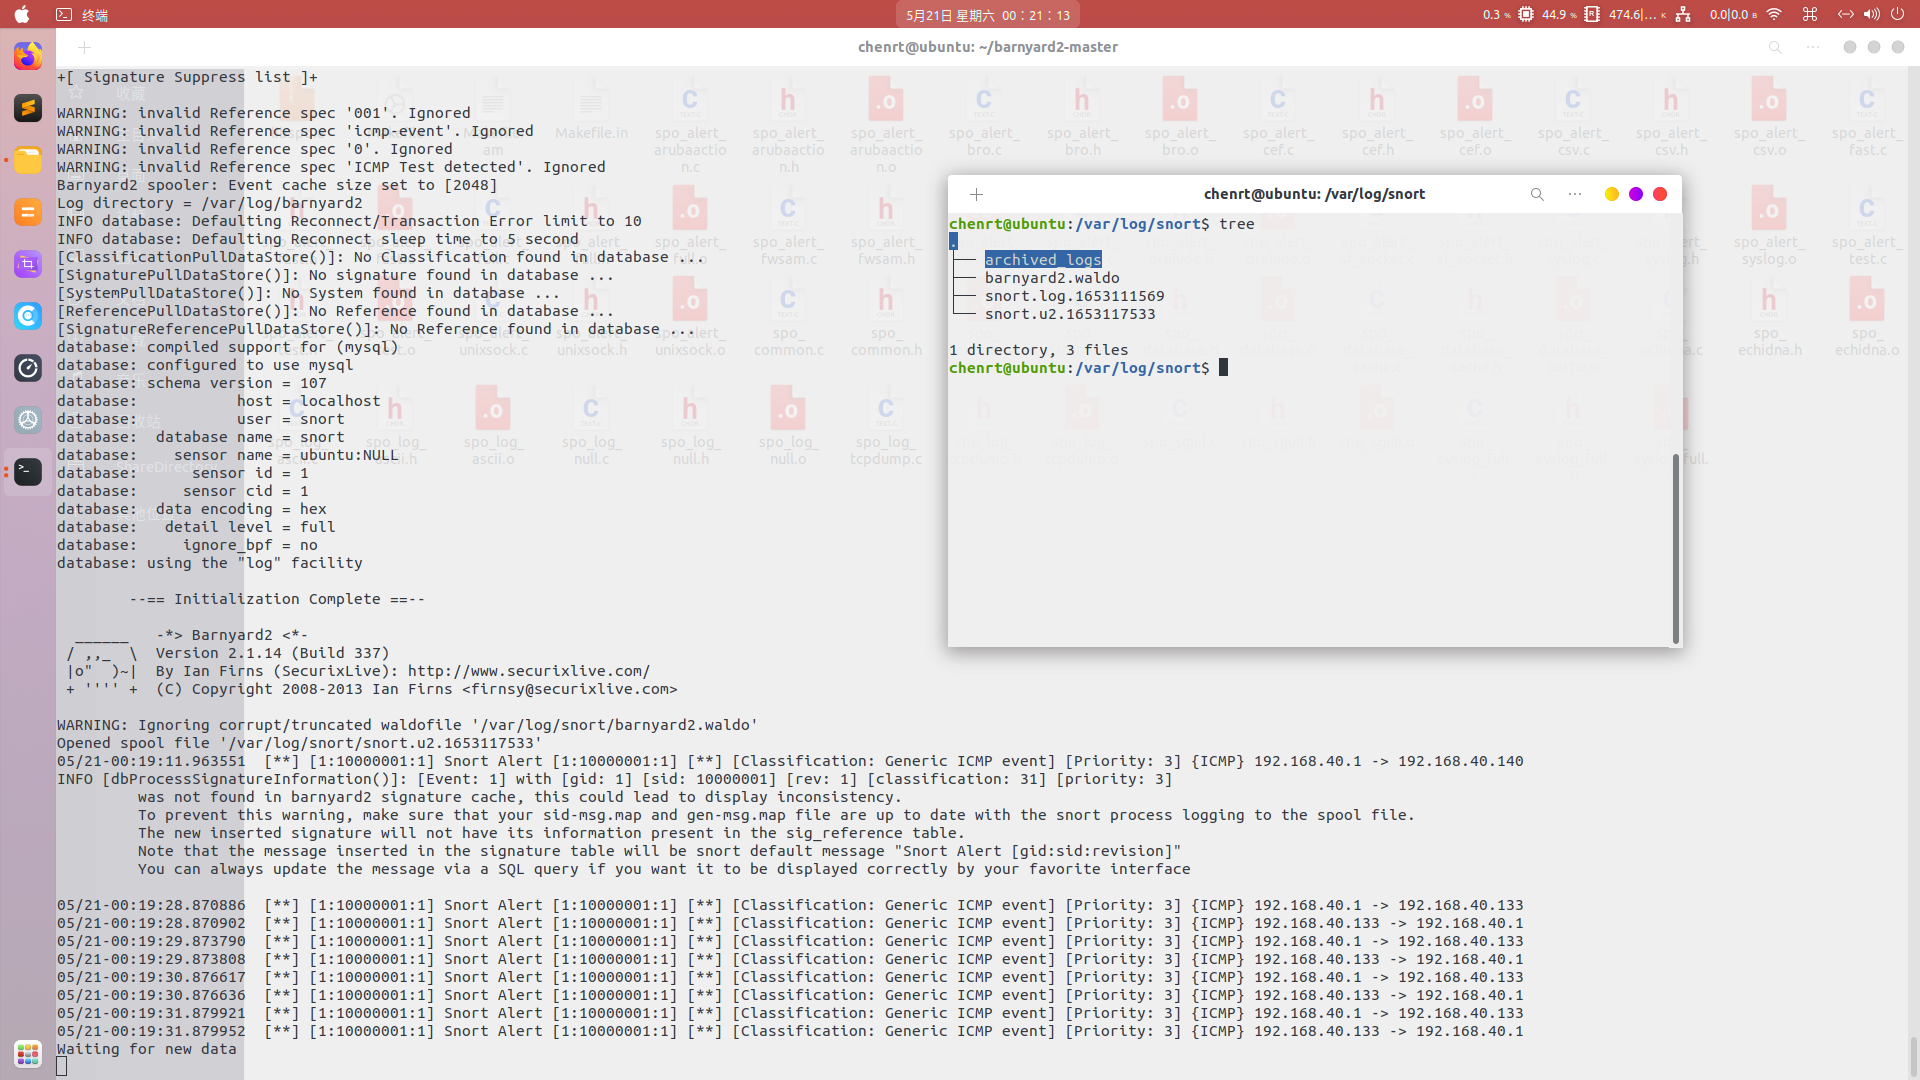 终端
5月21日 星期六 00：21：13
0.3 % 44.9 % 474.6|... K 0.0|0.0 B
chenrt@ubuntu: ~/barnyard2-master
+[ Signature Suppress list ]+
WARNING: invalid Reference spec '001'. Ignored
WARNING: invalid Reference spec 'icmp-event'. Ignored
WARNING: invalid Reference spec '0'. Ignored
WARNING: invalid Reference spec 'ICMP Test detected'. Ignored
Barnyard2 spooler: Event cache size set to [2048]
Log directory = /var/log/barnyard2
INFO database: Defaulting Reconnect/Transaction Error limit to 10
INFO database: Defaulting Reconnect sleep time to 5 second
[ClassificationPullDataStore()]: No Classification found in database ...
[SignaturePullDataStore()]: No signature found in database ...
[SystemPullDataStore()]: No System found in database ...
[ReferencePullDataStore()]: No Reference found in database ...
[SignatureReferencePullDataStore()]: No Reference found in database ...
database: compiled support for (mysql)
database: configured to use mysql
database: schema version = 107
database:           host = localhost
database:           user = snort
database:  database name = snort
database:    sensor name = ubuntu:NULL
database:      sensor id = 1
database:     sensor cid = 1
database:  data encoding = hex
database:   detail level = full
database:     ignore_bpf = no
database: using the "log" facility
--== Initialization Complete ==--
______   -*> Barnyard2 <*-
/ ,,_  \  Version 2.1.14 (Build 337)
|o"  )~|  By Ian Firns (SecurixLive): http://www.securixlive.com/
+ '''' +  (C) Copyright 2008-2013 Ian Firns <firnsy@securixlive.com>
WARNING: Ignoring corrupt/truncated waldofile '/var/log/snort/barnyard2.waldo'
Opened spool file '/var/log/snort/snort.u2.1653117533'
05/21-00:19:11.963551  [**] [1:10000001:1] Snort Alert [1:10000001:1] [**] [Classification: Generic ICMP event] [Priority: 3] {ICMP} 192.168.40.1 -> 192.168.40.140
INFO [dbProcessSignatureInformation()]: [Event: 1] with [gid: 1] [sid: 10000001] [rev: 1] [classification: 31] [priority: 3]
was not found in barnyard2 signature cache, this could lead to display inconsistency.
To prevent this warning, make sure that your sid-msg.map and gen-msg.map file are up to date with the snort process logging to the spool file.
The new inserted signature will not have its information present in the sig_reference table.
Note that the message inserted in the signature table will be snort default message "Snort Alert [gid:sid:revision]"
You can always update the message via a SQL query if you want it to be displayed correctly by your favorite interface
05/21-00:19:28.870886  [**] [1:10000001:1] Snort Alert [1:10000001:1] [**] [Classification: Generic ICMP event] [Priority: 3] {ICMP} 192.168.40.1 -> 192.168.40.133
05/21-00:19:28.870902  [**] [1:10000001:1] Snort Alert [1:10000001:1] [**] [Classification: Generic ICMP event] [Priority: 3] {ICMP} 192.168.40.133 -> 192.168.40.1
05/21-00:19:29.873790  [**] [1:10000001:1] Snort Alert [1:10000001:1] [**] [Classification: Generic ICMP event] [Priority: 3] {ICMP} 192.168.40.1 -> 192.168.40.133
05/21-00:19:29.873808  [**] [1:10000001:1] Snort Alert [1:10000001:1] [**] [Classification: Generic ICMP event] [Priority: 3] {ICMP} 192.168.40.133 -> 192.168.40.1
05/21-00:19:30.876617  [**] [1:10000001:1] Snort Alert [1:10000001:1] [**] [Classification: Generic ICMP event] [Priority: 3] {ICMP} 192.168.40.1 -> 192.168.40.133
05/21-00:19:30.876636  [**] [1:10000001:1] Snort Alert [1:10000001:1] [**] [Classification: Generic ICMP event] [Priority: 3] {ICMP} 192.168.40.133 -> 192.168.40.1
05/21-00:19:31.879921  [**] [1:10000001:1] Snort Alert [1:10000001:1] [**] [Classification: Generic ICMP event] [Priority: 3] {ICMP} 192.168.40.1 -> 192.168.40.133
05/21-00:19:31.879952  [**] [1:10000001:1] Snort Alert [1:10000001:1] [**] [Classification: Generic ICMP event] [Priority: 3] {ICMP} 192.168.40.133 -> 192.168.40.1
Waiting for new data
chenrt@ubuntu: /var/log/snort
chenrt@ubuntu:/var/log/snort$ tree
.
├── archived_logs
├── barnyard2.waldo
├── snort.log.1653111569
└── snort.u2.1653117533
1 directory, 3 files
chenrt@ubuntu:/var/log/snort$